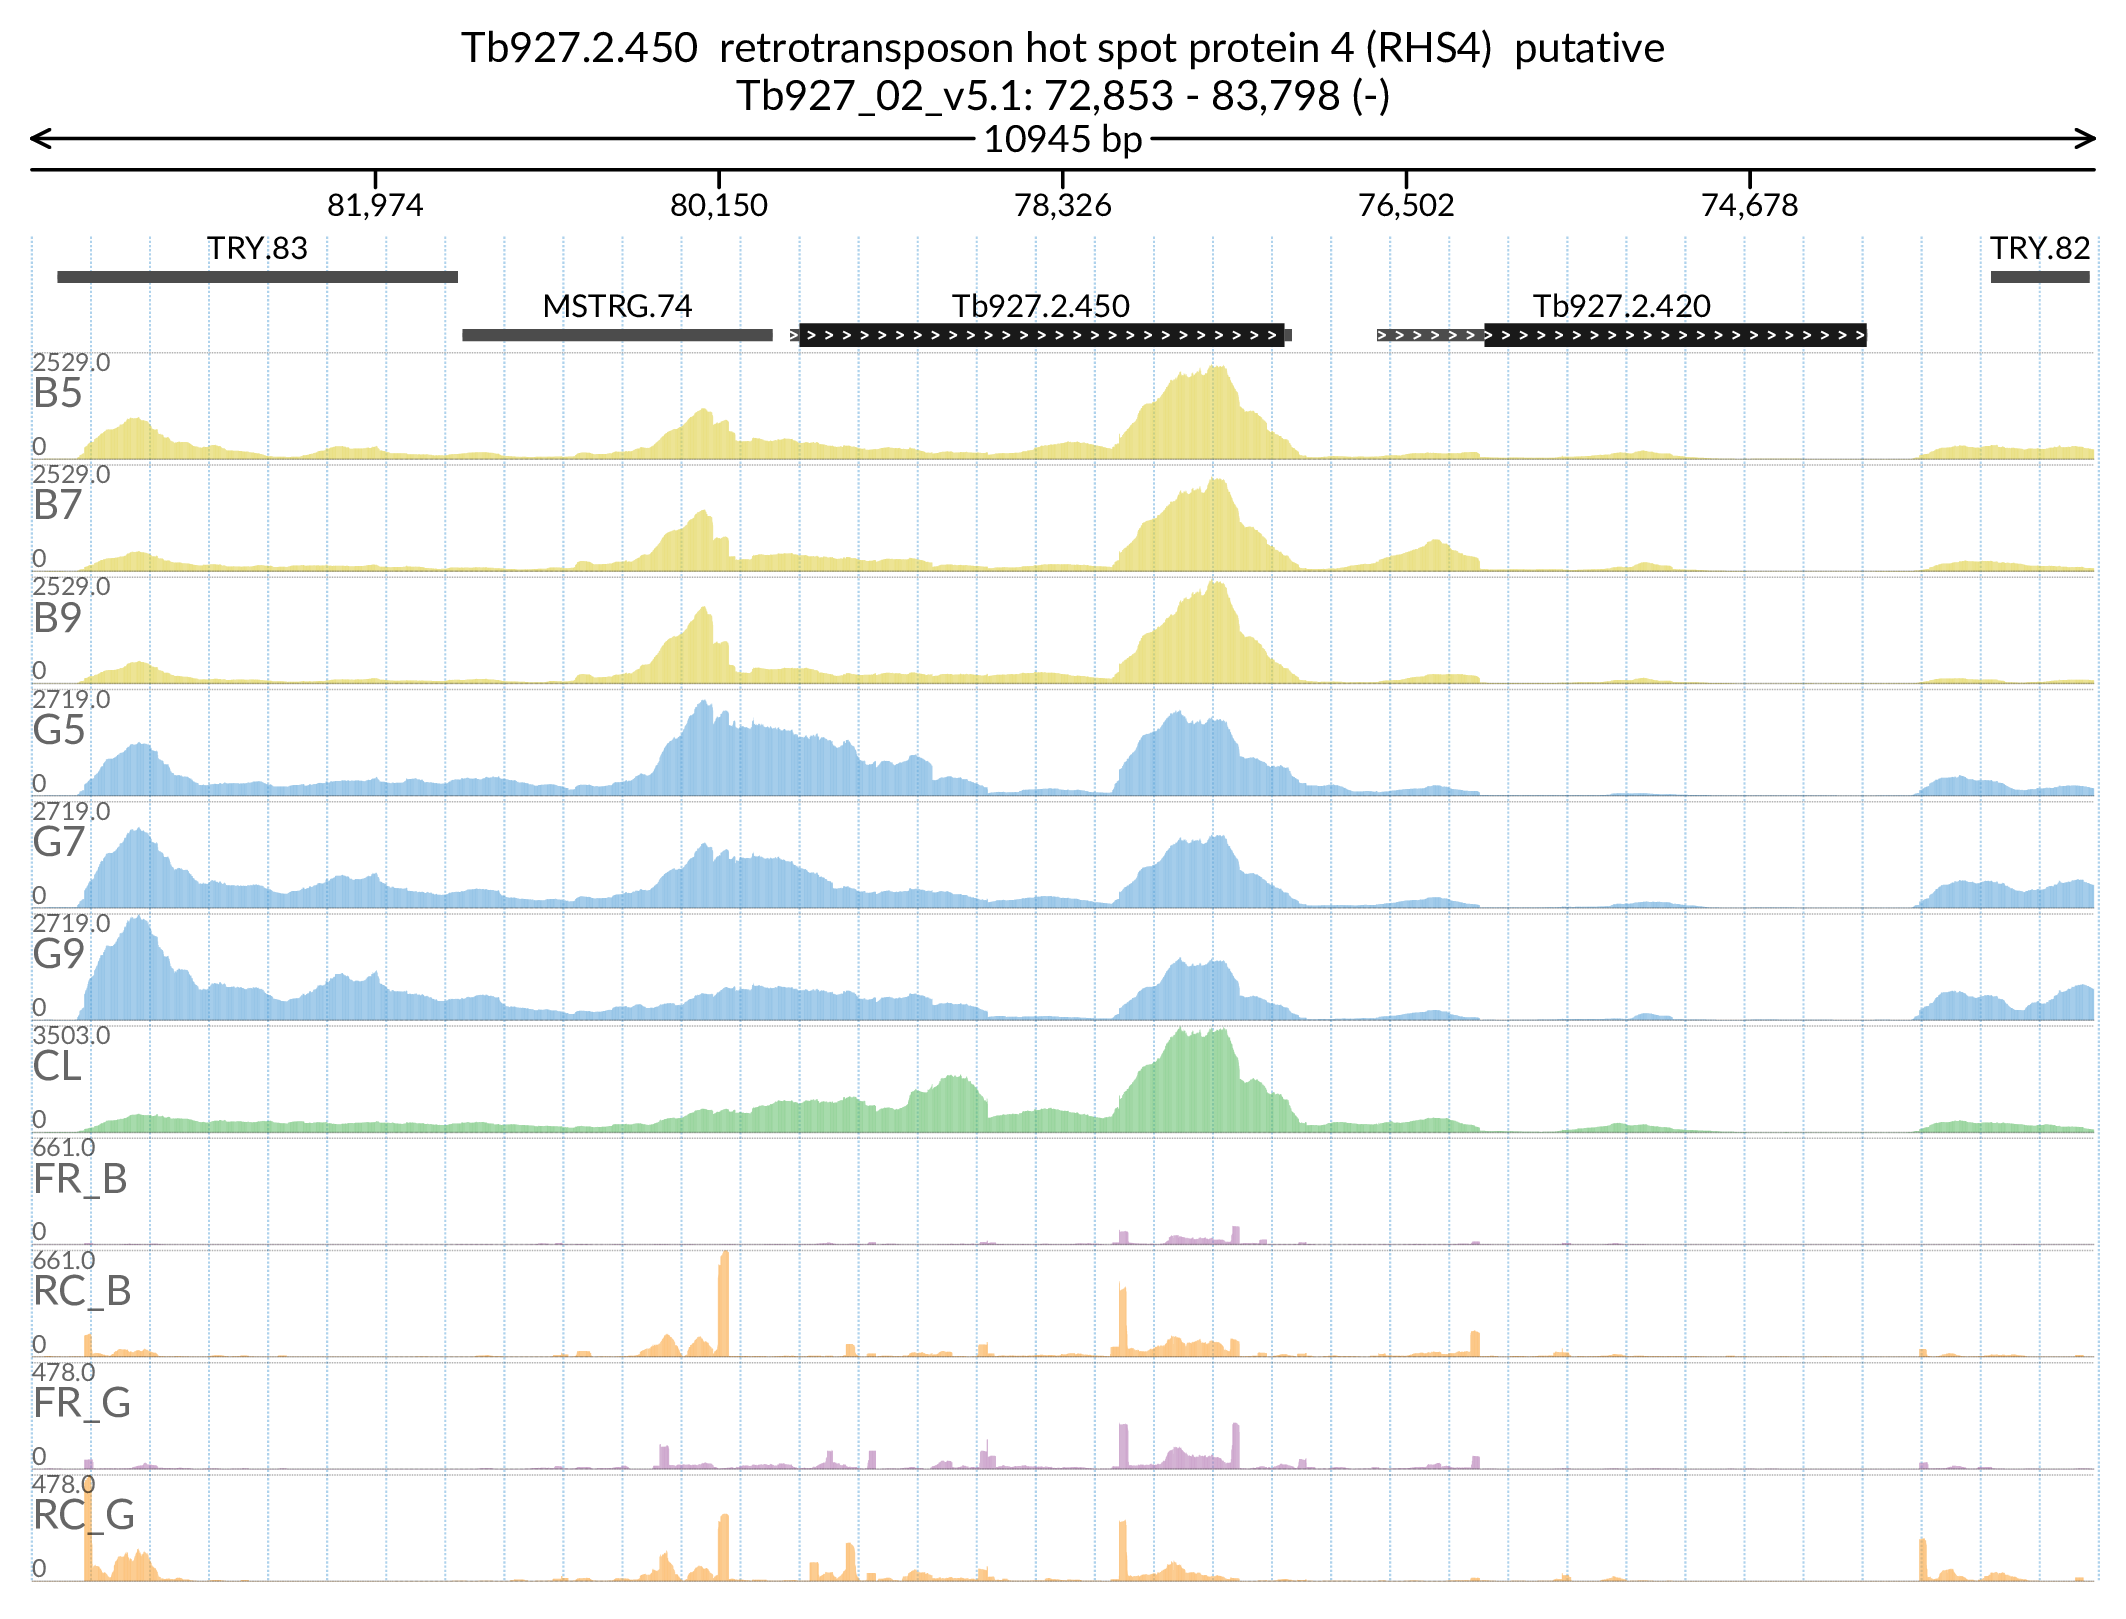 Tb927.2.450  retrotransposon hot spot protein 4 (RHS4)  putative
Tb927_02_v5.1: 72,853 - 83,798 (-)
10945 bp
81,974 80,150 78,326 76,502 74,678
TRY.83 TRY.82
MSTRG.74 Tb927.2.450 Tb927.2.420
2529.0
B5
0
2529.0
B7
0
2529.0
B9
0
2719.0
G5
0
2719.0
G7
0
2719.0
G9
0
3503.0
CL
0
661.0
FR_B
0
661.0
RC_B
0
478.0
FR_G
0
478.0
RC_G
0